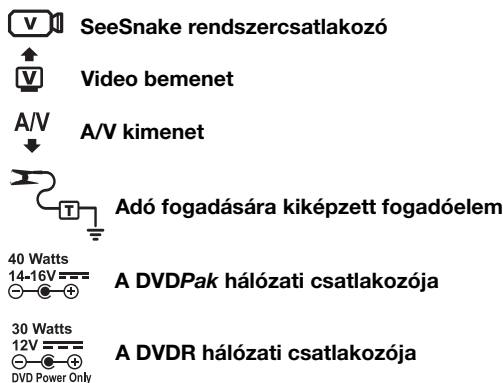 V SeeSnake rendszercsatlakozó
V Video bemenet
A/V A/V kimenet
T Adó fogadására kiképzett fogadóelem
40 Watts
14-16V
A DVDPak hálózati csatlakozója
30 Watts
12V
A DVDR hálózati csatlakozója
DVD Power Only